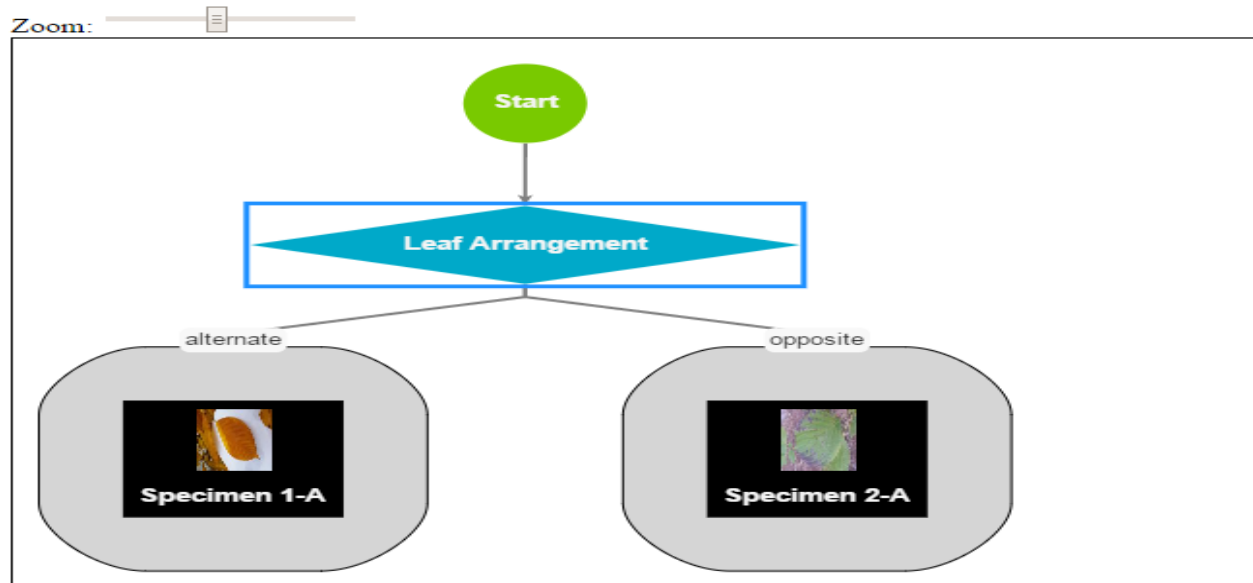 Zoom:
Start
Leaf Arrangement
alternate
opposite
Specimen 1-A
Specimen 2-A